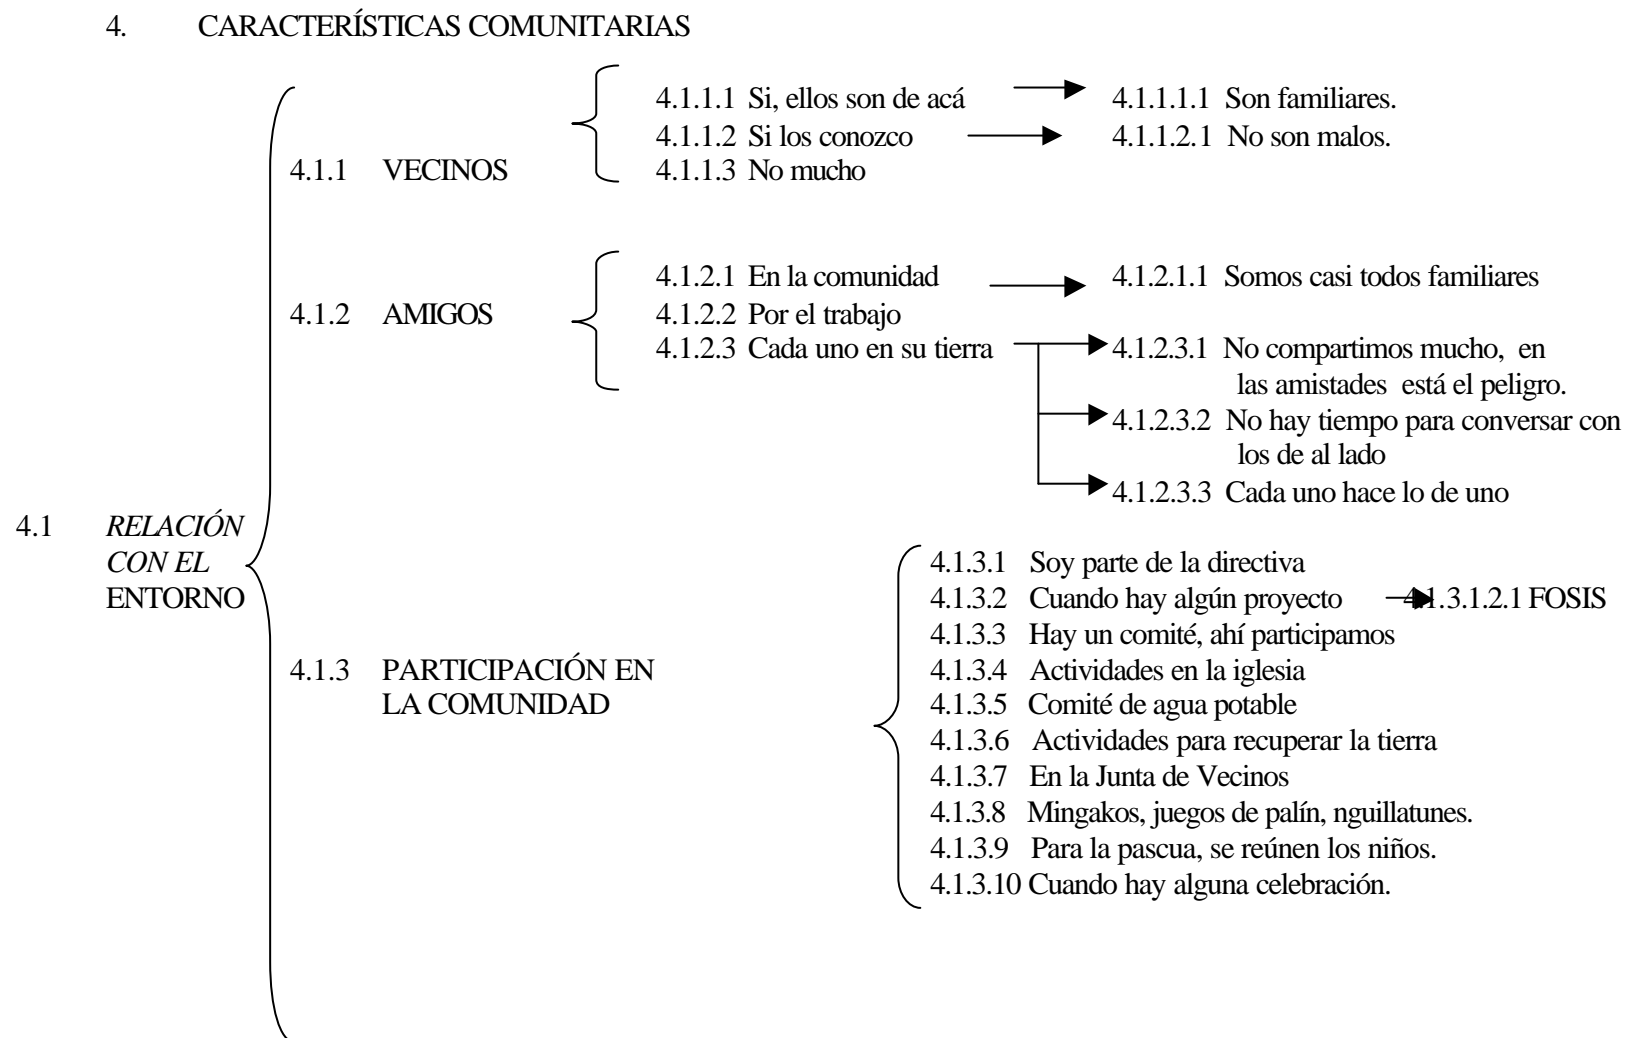 4. CARACTERÍSTICAS COMUNITARIAS
4.1 RELACIÓN
CON EL
ENTORNO
4.1.1 VECINOS
4.1.1.1 Si, ellos son de acá
4.1.1.1.1 Son familiares.
4.1.1.2 Si los conozco
4.1.1.2.1 No son malos.
4.1.1.3 No mucho
4.1.2 AMIGOS
4.1.2.1 En la comunidad
4.1.2.1.1 Somos casi todos familiares
4.1.2.2 Por el trabajo
4.1.2.3 Cada uno en su tierra
4.1.2.3.1 No compartimos mucho, en
las amistades está el peligro.
4.1.2.3.2 No hay tiempo para conversar con
los de al lado
4.1.2.3.3 Cada uno hace lo de uno
4.1.3 PARTICIPACIÓN EN
LA COMUNIDAD
4.1.3.1 Soy parte de la directiva
4.1.3.2 Cuando hay algún proyecto
4.1.3.1.2.1 FOSIS
4.1.3.3 Hay un comité, ahí participamos
4.1.3.4 Actividades en la iglesia
4.1.3.5 Comité de agua potable
4.1.3.6 Actividades para recuperar la tierra
4.1.3.7 En la Junta de Vecinos
4.1.3.8 Mingakos, juegos de palín, nguillatunes.
4.1.3.9 Para la pascua, se reúnen los niños.
4.1.3.10 Cuando hay alguna celebración.